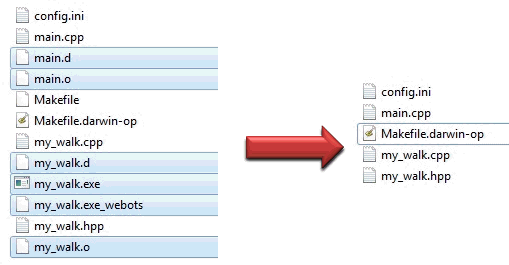 config.ini
main.cpp
main.d
main.o
Makefile
Makefile.darwin-op
my_walk.cpp
my_walk.d
my_walk.exe
my_walk.exe_webots
my_walk.hpp
my_walk.o
config.ini
main.cpp
Makefile.darwin-op
my_walk.cpp
my_walk.hpp